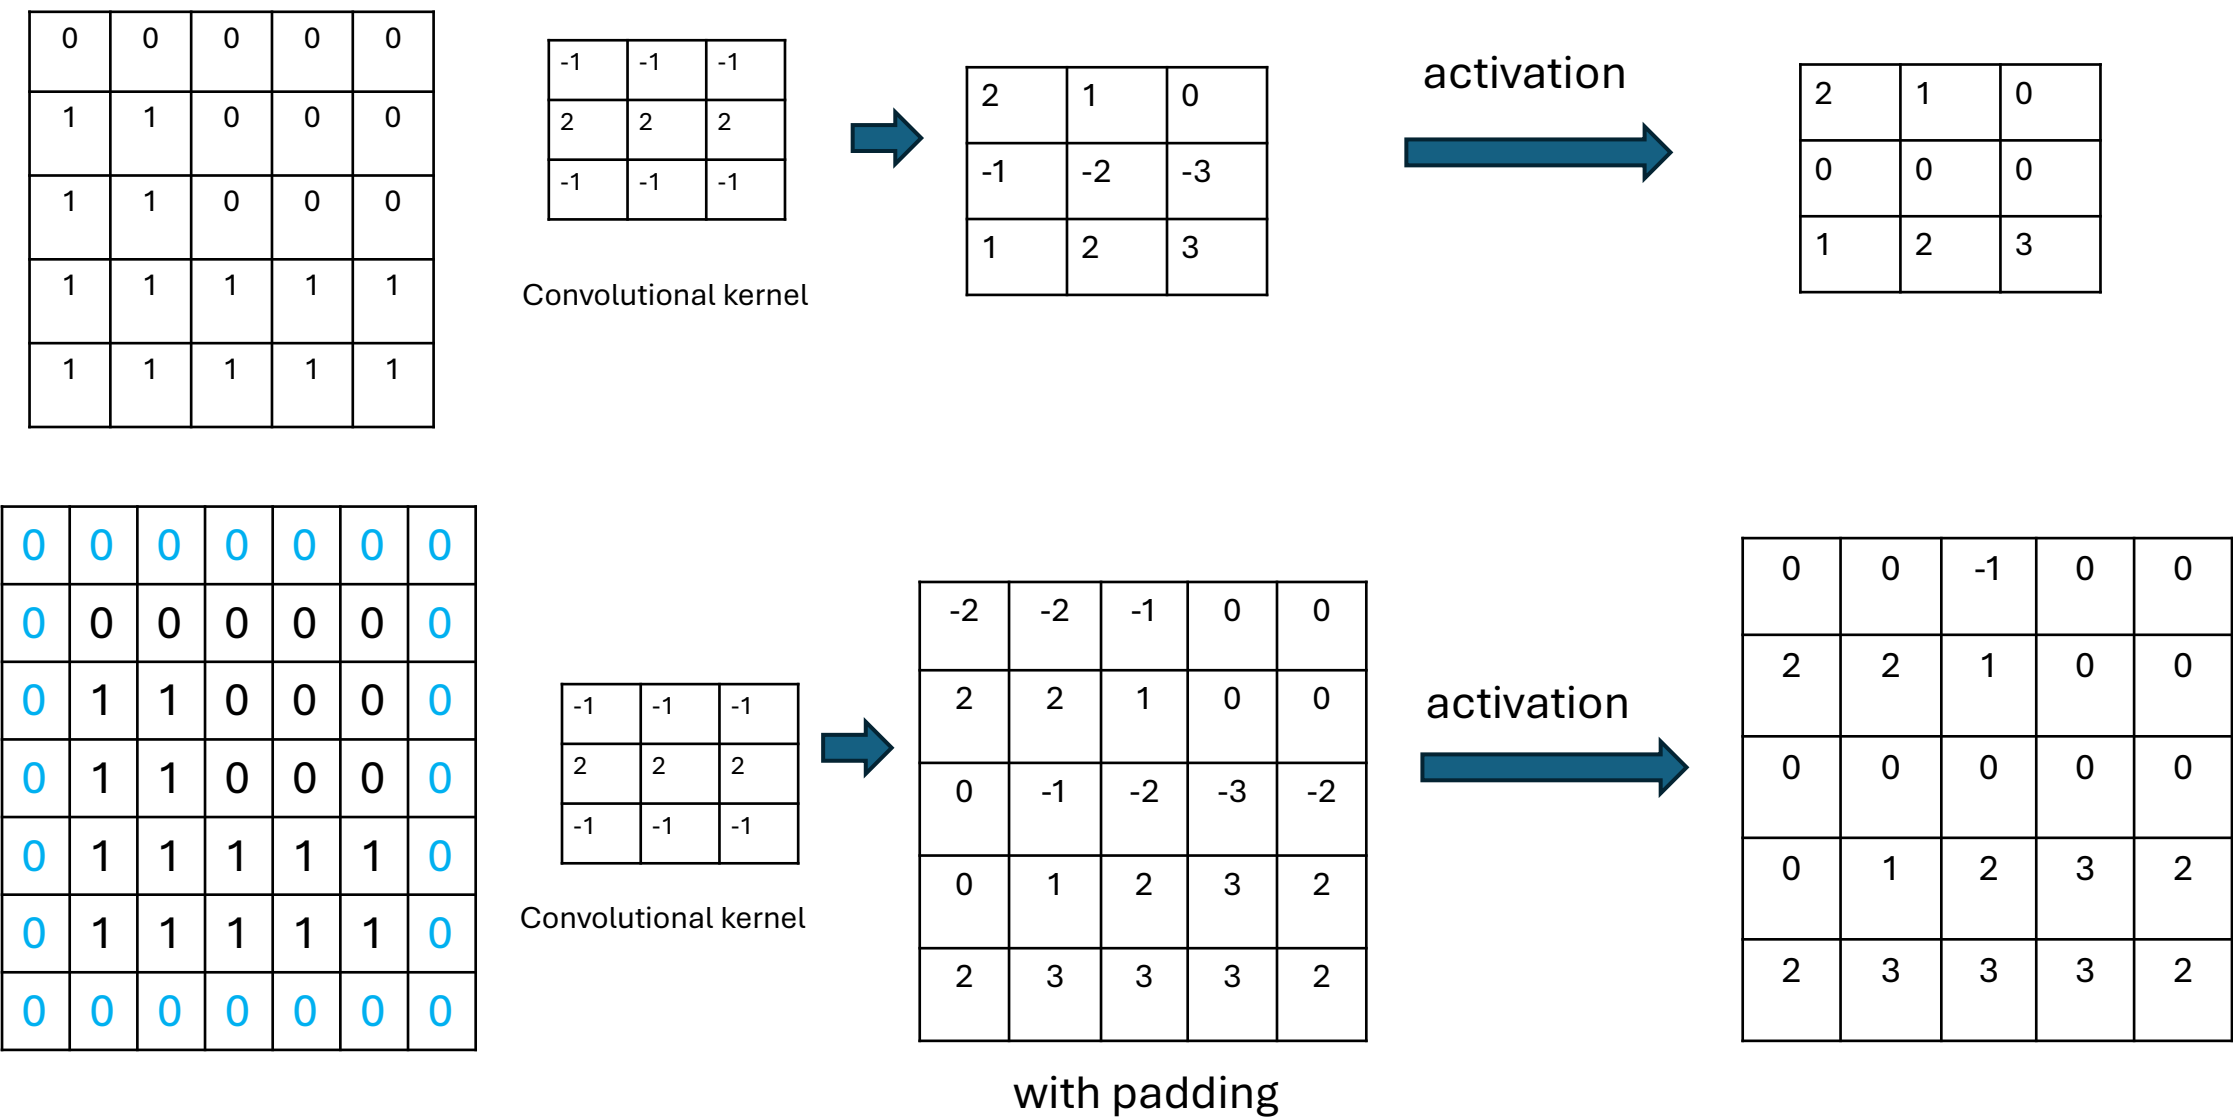 0 0 0 0 0
1 1 0 0 0
1 1 0 0 0
1 1 1 1 1
1 1 1 1 1
-1 -1 -1
2 2 2
-1 -1 -1
Convolutional kernel
2 1 0
-1 -2 -3
1 2 3
activation
2 1 0
0 0 0
1 2 3
0 0 0 0 0 0 0
0 0 0 0 0 0 0
0 1 1 0 0 0 0
0 1 1 0 0 0 0
0 1 1 1 1 1 0
0 1 1 1 1 1 0
0 0 0 0 0 0 0
-1 -1 -1
2 2 2
-1 -1 -1
Convolutional kernel
-2 -2 -1 0 0
2 2 1 0 0
0 -1 -2 -3 -2
0 1 2 3 2
2 3 3 3 2
with padding
activation
0 0 -1 0 0
2 2 1 0 0
0 0 0 0 0
0 1 2 3 2
2 3 3 3 2